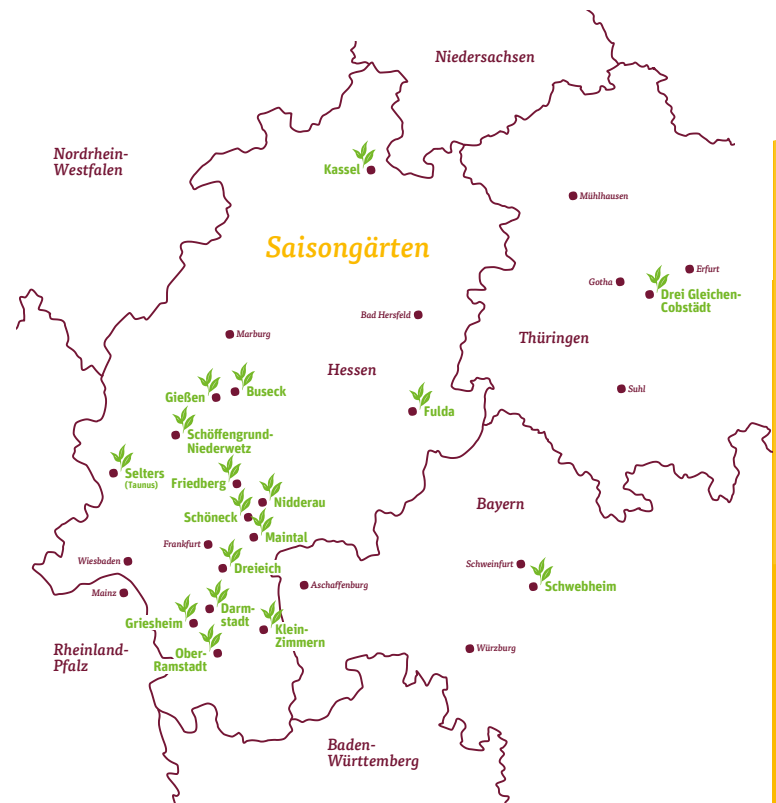 Niedersachsen
Nordrhein-
Westfalen
Kassel
Mühlhausen
Saisongärten
Erfurt
Gotha
Drei Gleichen-
Cobstädt
Bad Hersfeld
Marburg
Thüringen
Hessen
Suhl
Buseck
Gießen
Fulda
Schöffengrund-
Niederwetz
Selters
(Taunus)
Friedberg
Nidderau
Bayern
Schöneck
Maintal
Frankfurt
Wiesbaden
Dreieich
Schweinfurt
Mainz
Aschaffenburg
Schwebheim
Darm-
stadt
Griesheim
Klein-
Zimmern
Rheinland-
Pfalz
Ober-
Ramstadt
Würzburg
Baden-
Württemberg